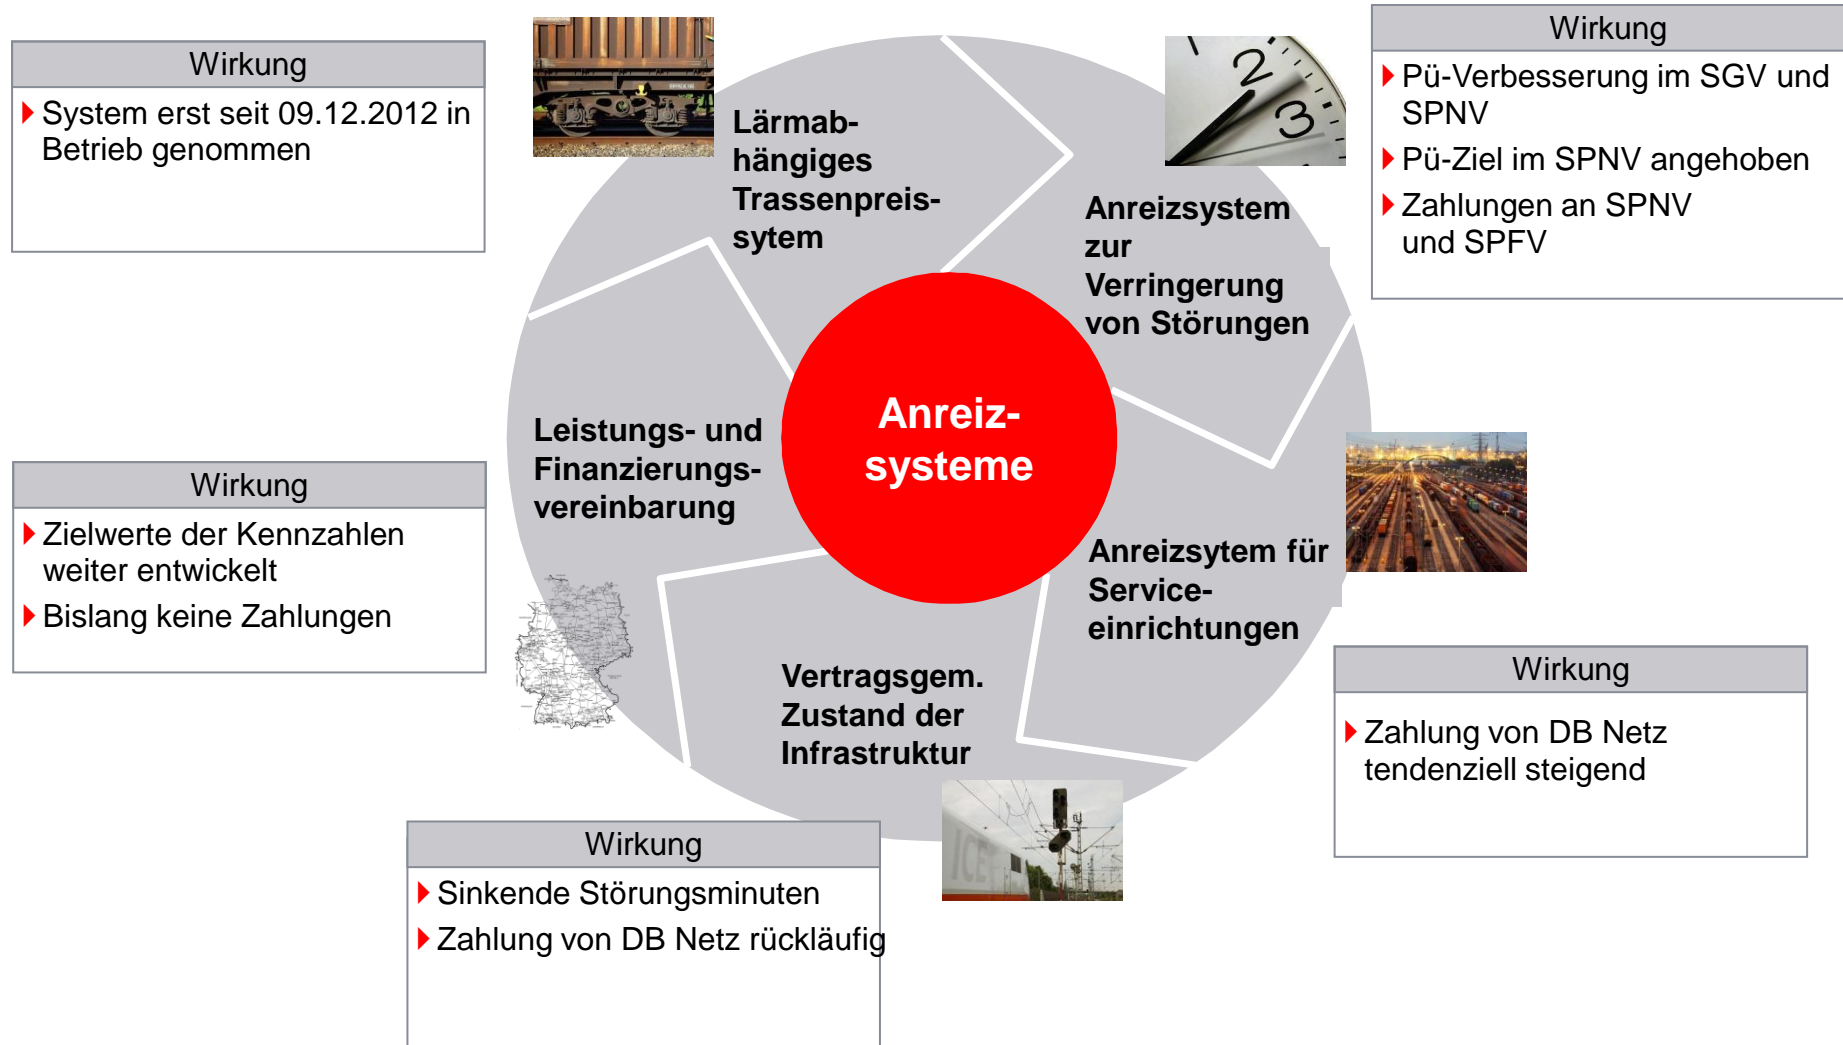 Wirkung
System erst seit 09.12.2012 in
Betrieb genommen
Lärmab-
hängiges
Trassenpreis-
sytem
2
3
Wirkung
Pü-Verbesserung im SGV und
SPNV
Pü-Ziel im SPNV angehoben
Zahlungen an SPNV
und SPFV
Anreizsystem
zur
Verringerung
von Störungen
Anreiz-
systeme
Leistungs- und
Finanzierungs-
vereinbarung
Wirkung
Zielwerte der Kennzahlen
weiter entwickelt
Bislang keine Zahlungen
Anreizsytem für
Service-
einrichtungen
Wirkung
Zahlung von DB Netz
tendenziell steigend
Vertragsgem.
Zustand der
Infrastruktur
ICE
Wirkung
Sinkende Störungsminuten
Zahlung von DB Netz rückläufig